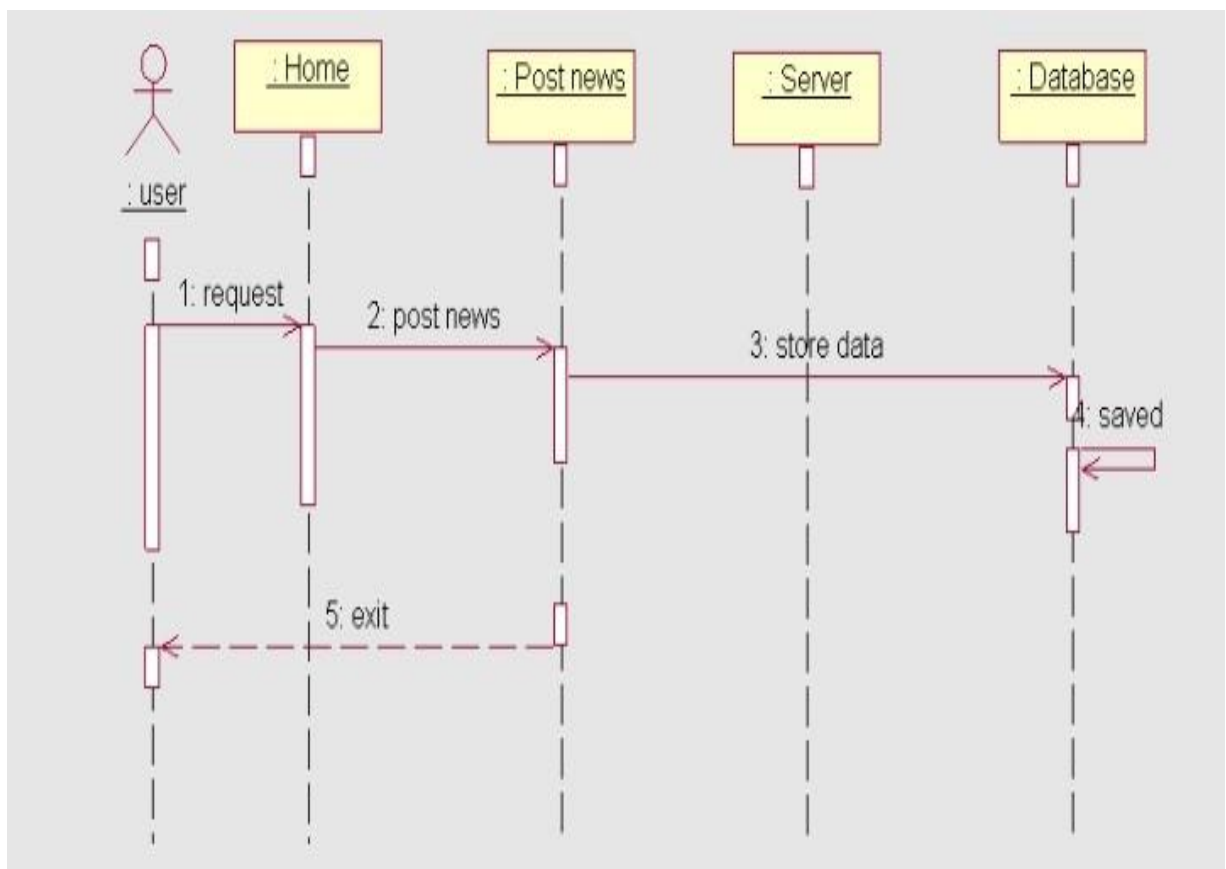 : Home
: Post news
: Server
: Database
: user
1: request
2: post news
3: store data
4: saved
5: exit